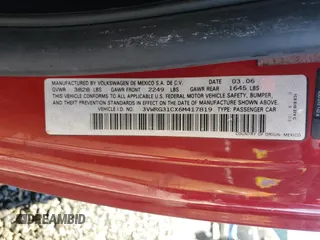 MANUFACTURED BY VOLKSWAGEN DE MEXICO S.A. DE C.V. 03.06
GVWR 3828 LBS GAWR FRONT 2249 LBS GAWR REAR 1645 LBS
THIS VEHICLE CONFORMS TO ALL APPLICABLE U.S. FEDERAL MOTOR VEHICLE SAFETY, BUMPER,
AND THEFT PREVENTION STANDARDS IN EFFECT ON THE DATE OF MANUFACTURE SHOWN ABOVE.
VEHICLE IDENTIFICATION NO.: 3VWRG31CX6M417819 TYPE: PASSENGER CAR
COUNTRY OF ORIGIN: MEXICO
DREAMBID